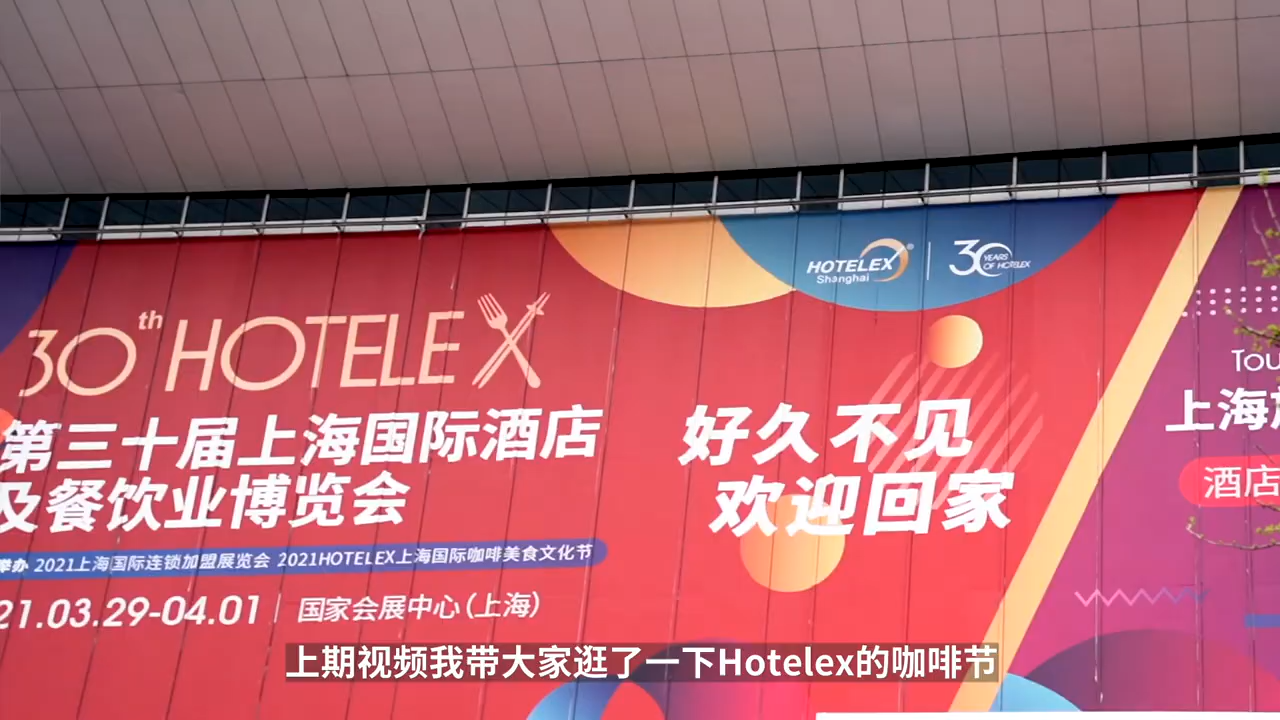 HOTELEX
Shanghai
30 YEARS
OF HOTELEX
30th HOTELEX
第三十届上海国际酒店
及餐饮业博览会
好久不见
欢迎回家
举办 2021上海国际连锁加盟展览会 2021HOTELEX上海国际咖啡美食文化节
21.03.29-04.01 | 国家会展中心(上海)
Tou
上海
酒店
上期视频我带大家逛了一下Hotelex的咖啡节